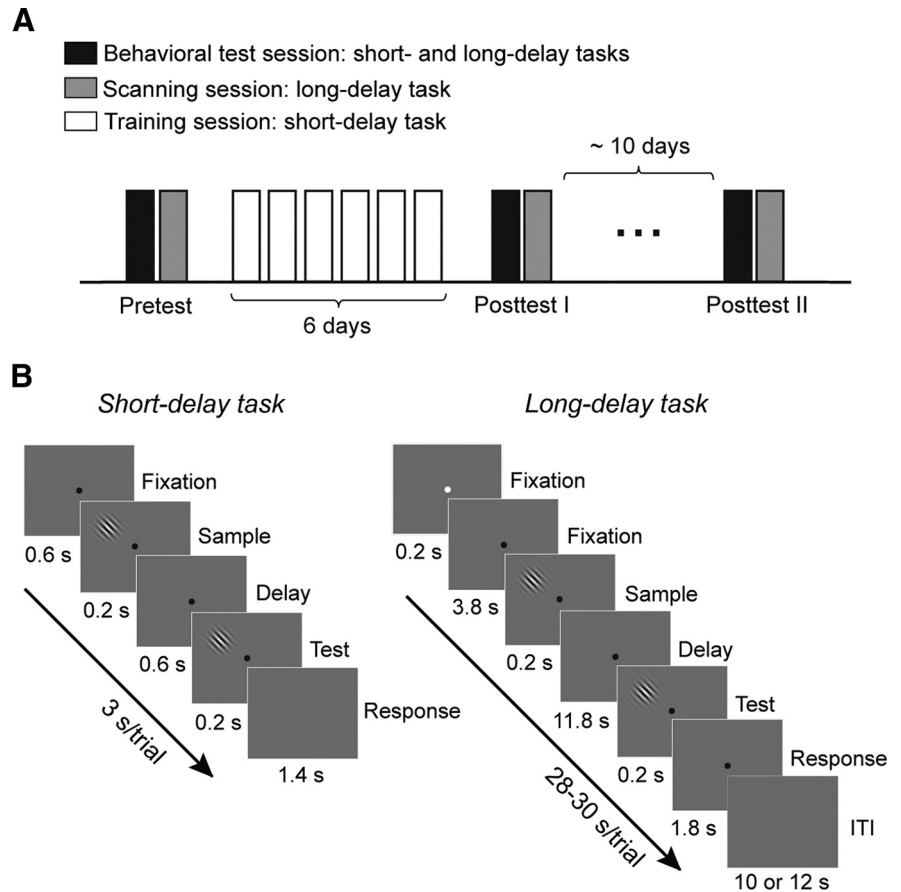 A
Behavioral test session: short- and long-delay tasks
Scanning session: long-delay task
Training session: short-delay task
~ 10 days
...
Pretest
6 days
Posttest I
Posttest II
B
Short-delay task
Fixation
0.6 s
Sample
0.2 s
Delay
0.6 s
Test
0.2 s
Response
1.4 s
3 s/trial
Long-delay task
Fixation
0.2 s
Fixation
3.8 s
Sample
0.2 s
Delay
11.8 s
Test
0.2 s
Response
1.8 s
ITI
10 or 12 s
28-30 s/trial